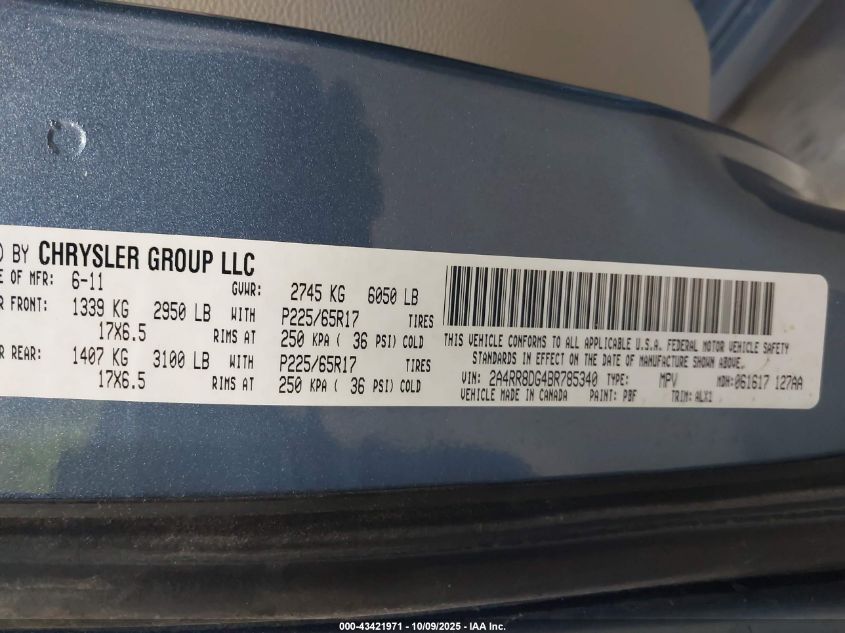 ) BY CHRYSLER GROUP LLC
E OF MFR: 6-11 GVWR: 2745 KG 6050 LB
R FRONT: 1339 KG 2950 LB WITH P225/65R17 TIRES
17X6.5 RIMS AT 250 KPA ( 36 PSI) COLD
R REAR: 1407 KG 3100 LB WITH P225/65R17 TIRES
17X6.5 RIMS AT 250 KPA ( 36 PSI) COLD
THIS VEHICLE CONFORMS TO ALL APPLICABLE U.S.A. FEDERAL MOTOR VEHICLE SAFETY
STANDARDS IN EFFECT ON THE DATE OF MANUFACTURE SHOWN ABOVE.
VIN: 2A4RR8DG4BR785340 TYPE: MPV MDH:061617 127AA
VEHICLE MADE IN CANADA PAINT: PBF TRIM: ALX1
000-43421971 | 10/09/2025 - IAA Inc.